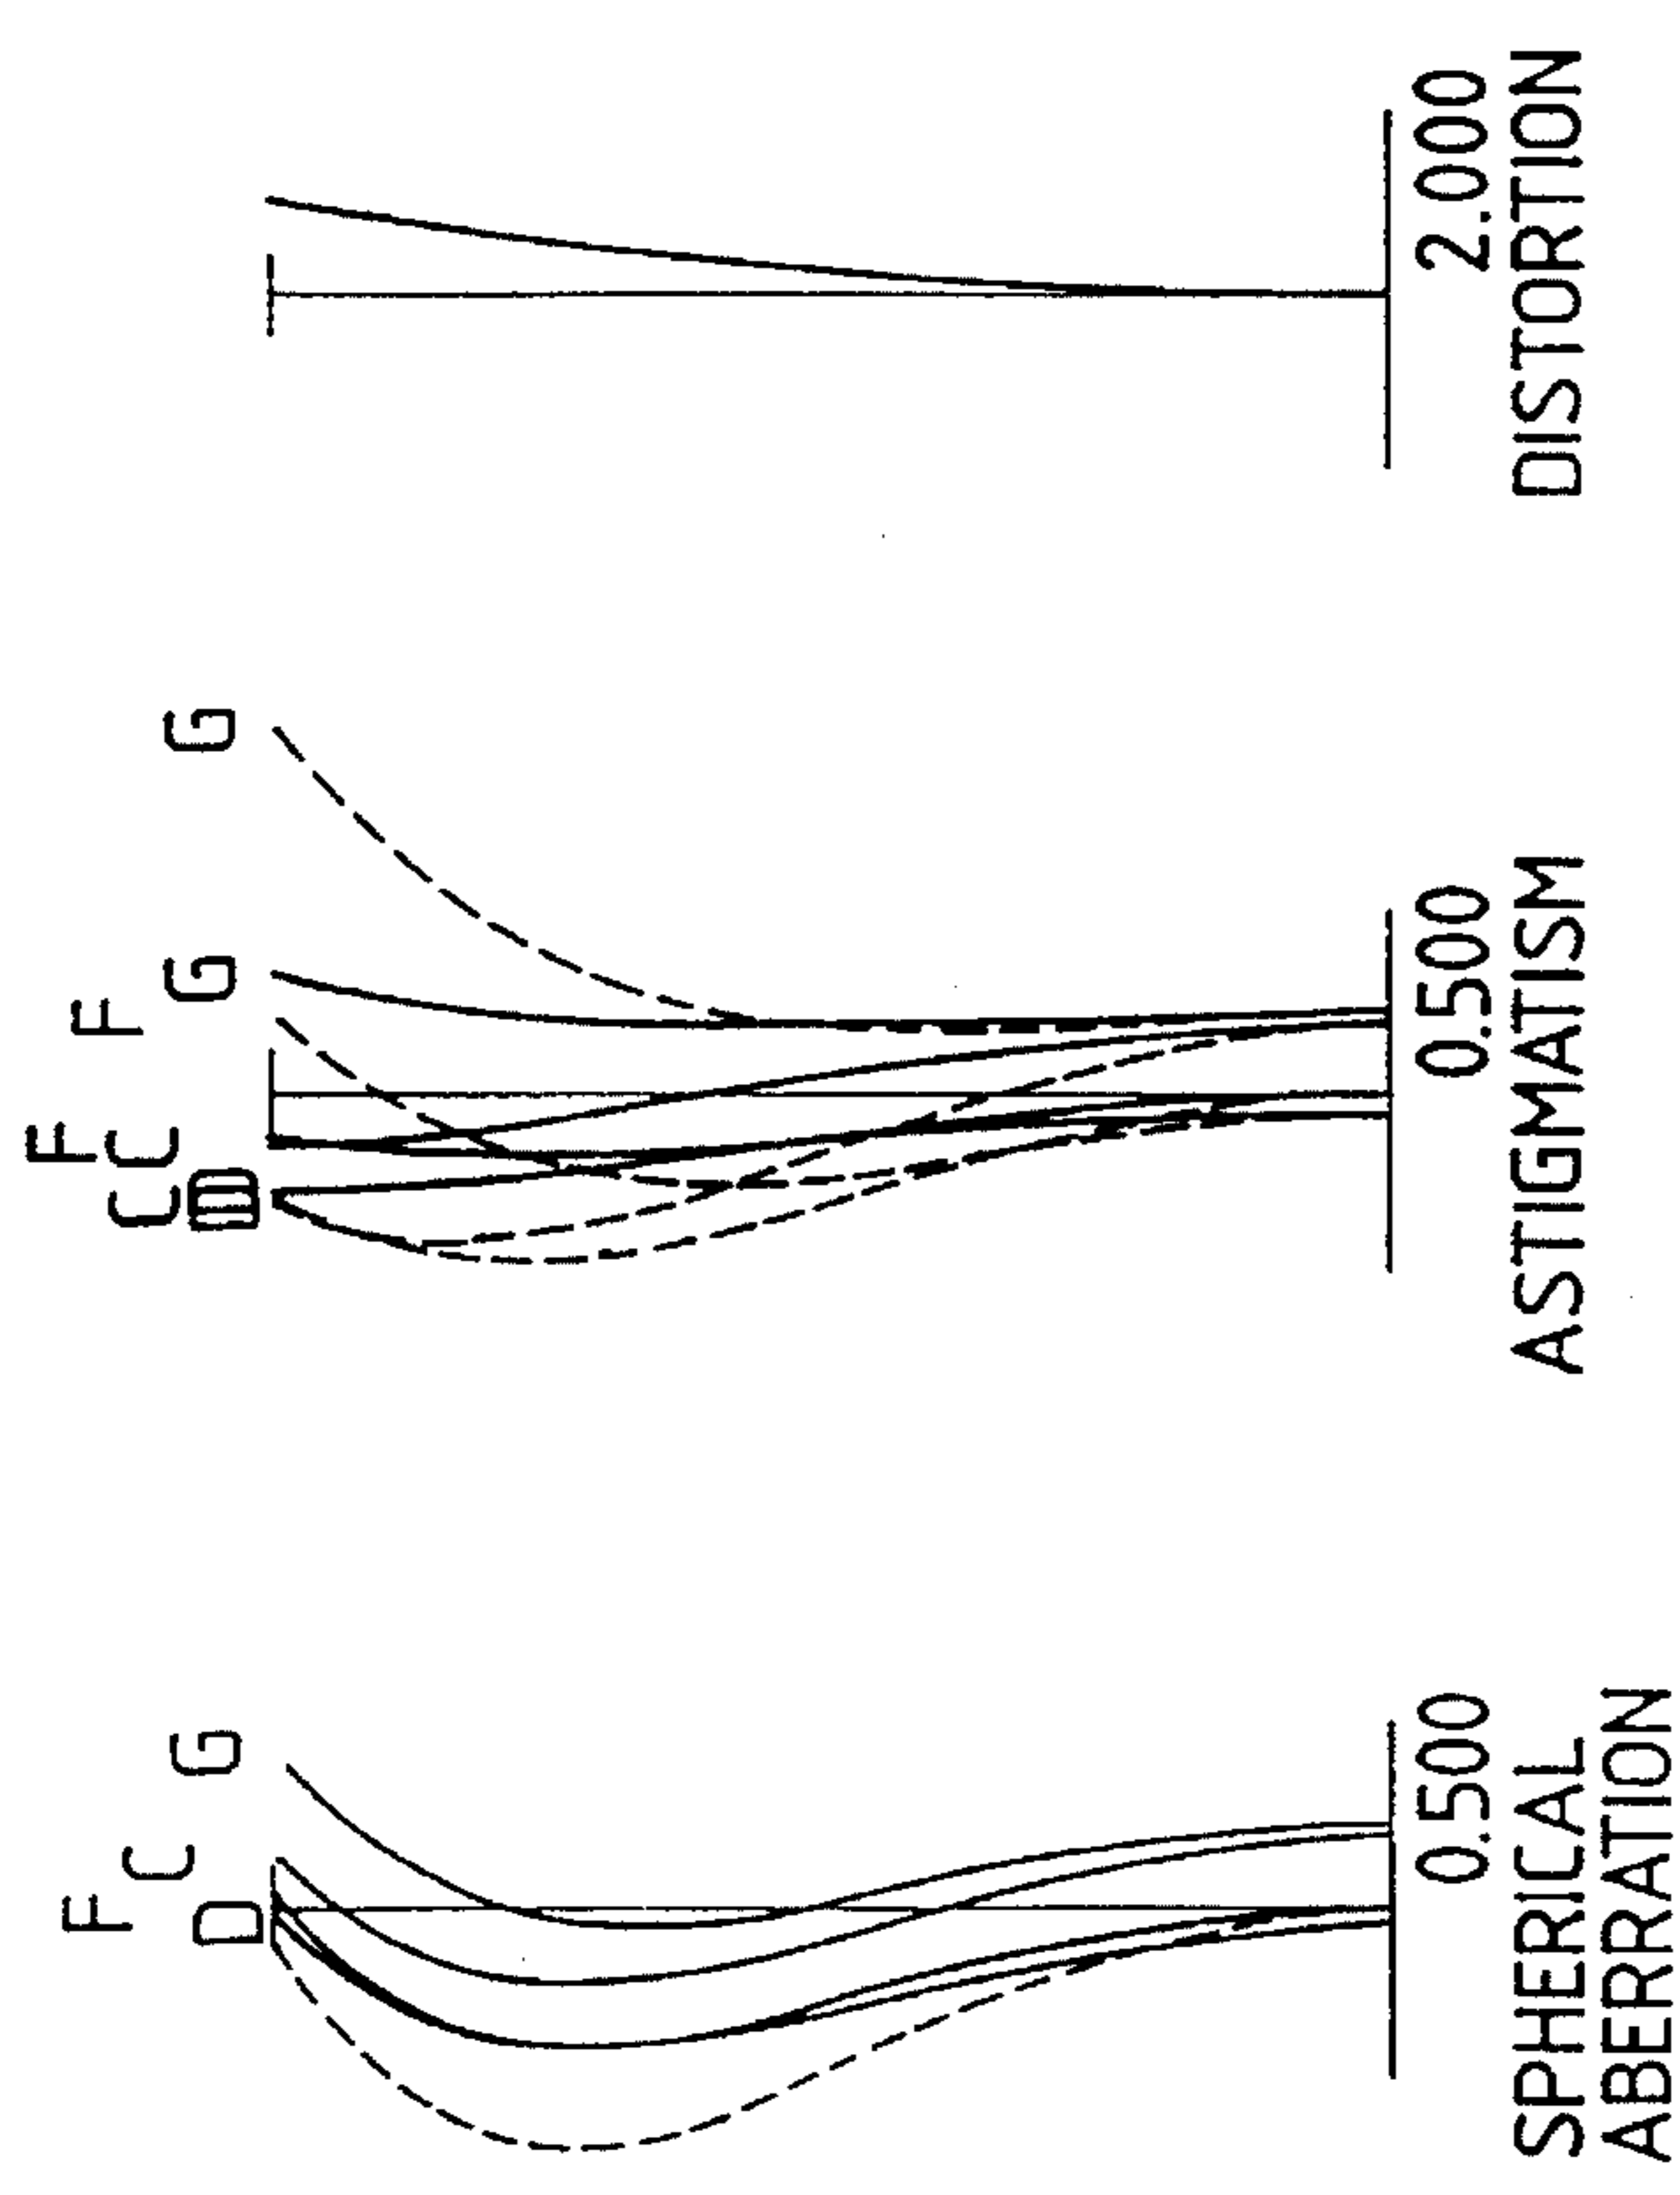 F
C
D G
0.500
SPHERICAL
ABERRATION
F
F
C C
D D G G
0.500
ASTIGMATISM
2.000
DISTORTION